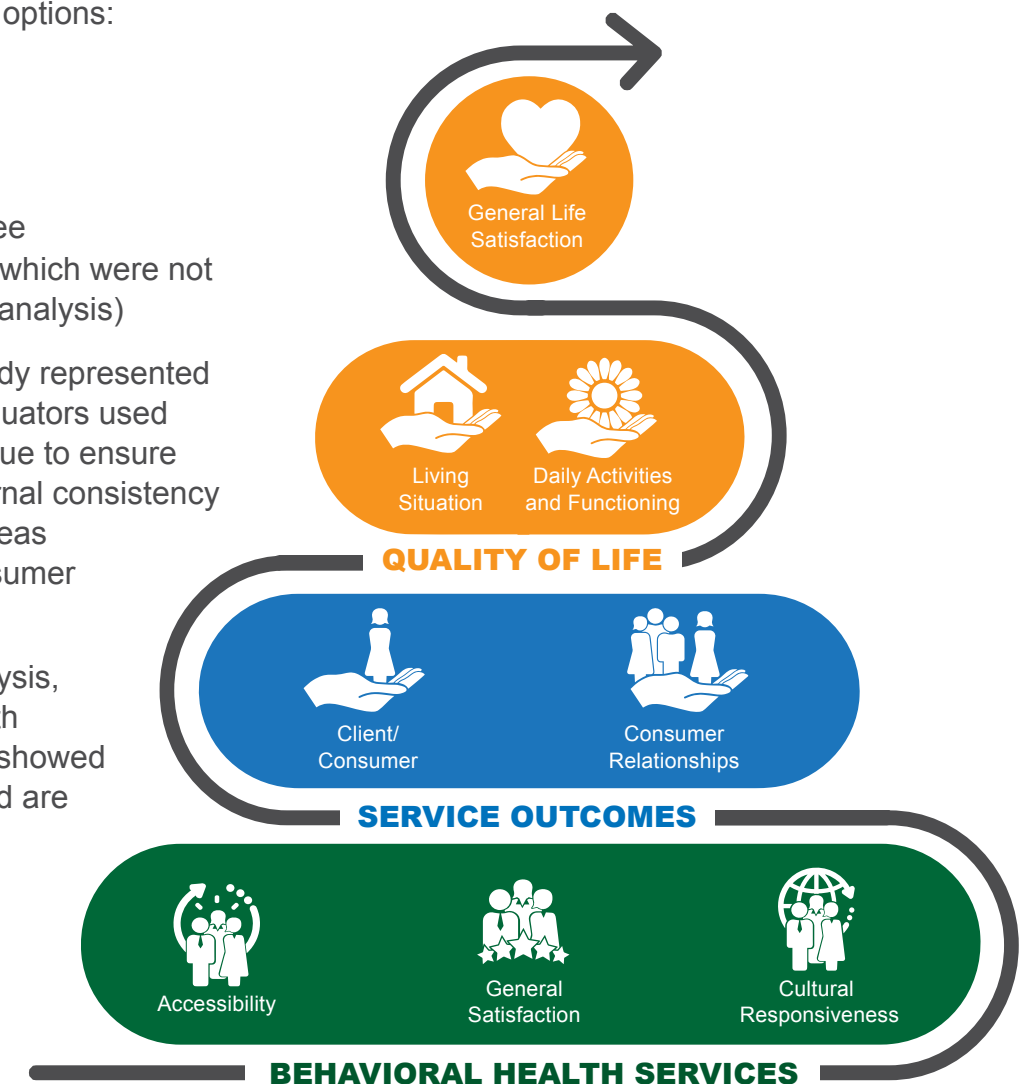 options:
ee
which were not
analysis)
dy represented
uators used
ue to ensure
rnal consistency
eas
sumer
ysis,
th
showed
d are
General Life
Satisfaction
Living
Situation
Daily Activities
and Functioning
QUALITY OF LIFE
Client/
Consumer
Consumer
Relationships
SERVICE OUTCOMES
Accessibility
General
Satisfaction
Cultural
Responsiveness
BEHAVIORAL HEALTH SERVICES